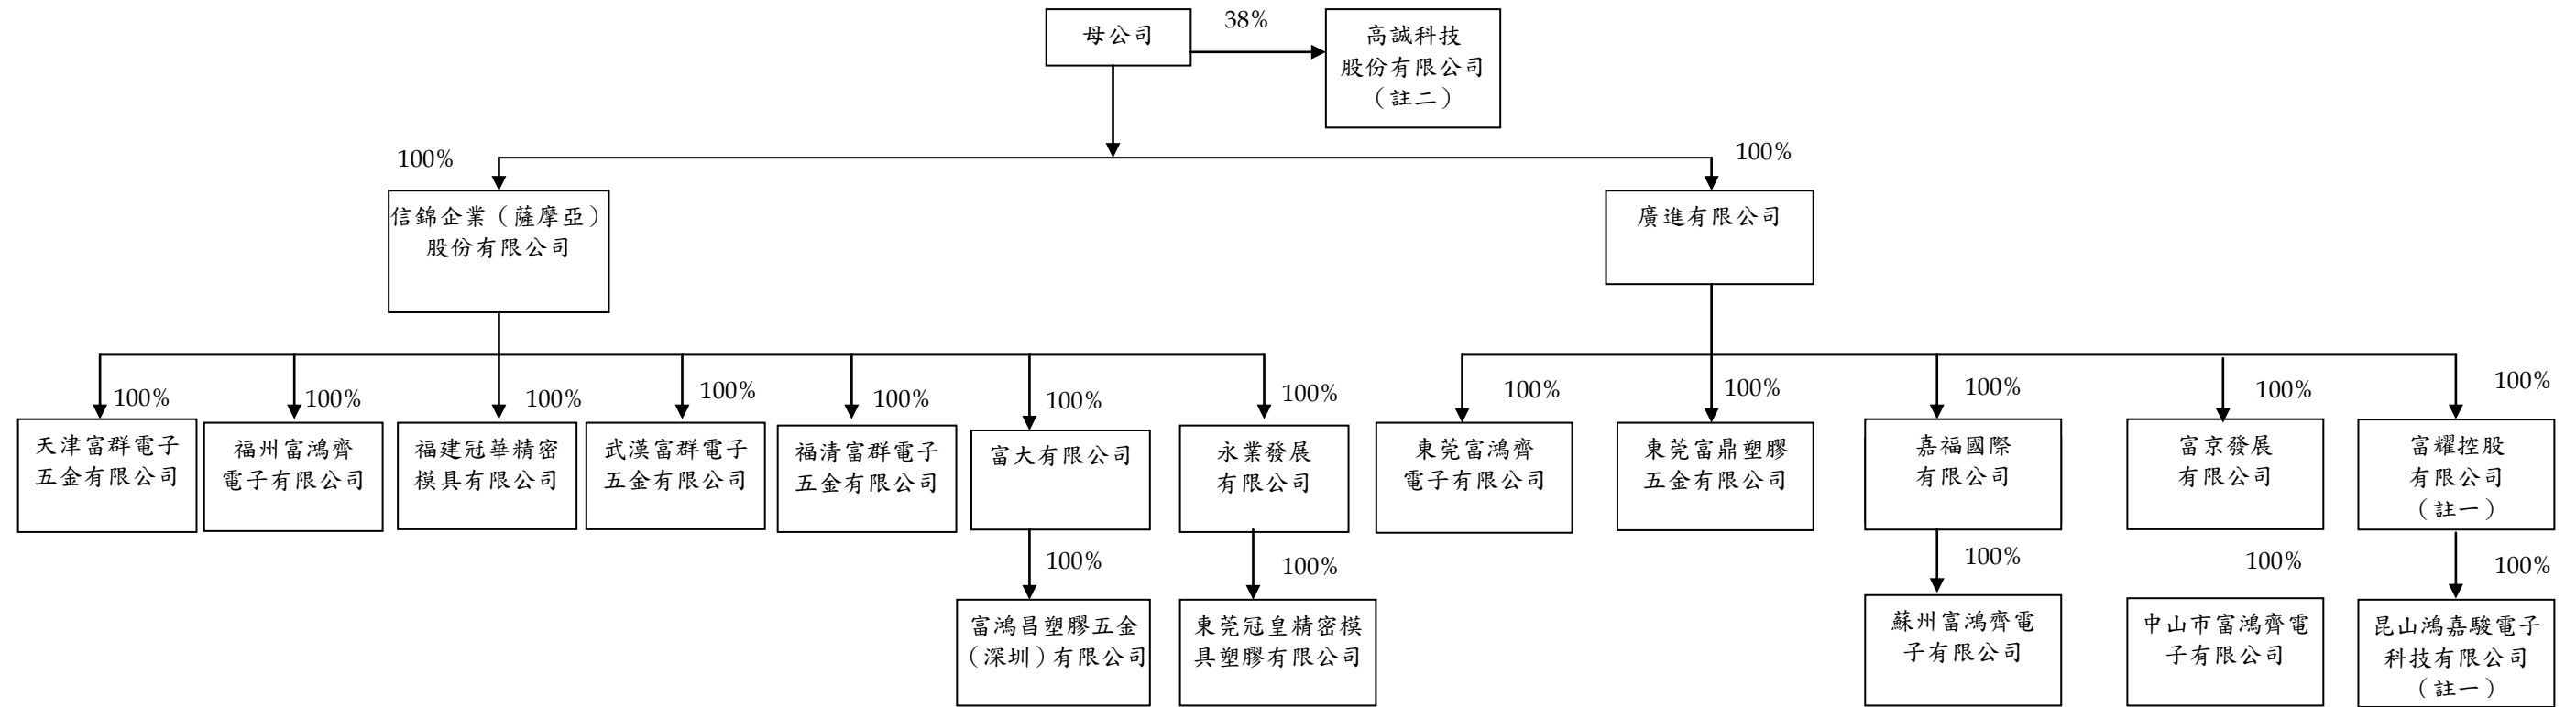 母公司
38%
高誠科技
股份有限公司
（註二）
100%
100%
信錦企業（薩摩亞）
股份有限公司
廣進有限公司
100%
100%
100%
100%
100%
100%
100%
100%
100%
100%
100%
100%
天津富群電子
五金有限公司
福州富鴻齊
電子有限公司
福建冠華精密
模具有限公司
武漢富群電子
五金有限公司
福清富群電子
五金有限公司
富大有限公司
永業發展
有限公司
東莞富鴻齊
電子有限公司
東莞富鼎塑膠
五金有限公司
嘉福國際
有限公司
富京發展
有限公司
富耀控股
有限公司
（註一）
100%
100%
100%
100%
100%
富鴻昌塑膠五金
（深圳）有限公司
東莞冠皇精密模
具塑膠有限公司
蘇州富鴻齊電
子有限公司
中山市富鴻齊電
子有限公司
昆山鴻嘉駿電子
科技有限公司
（註一）